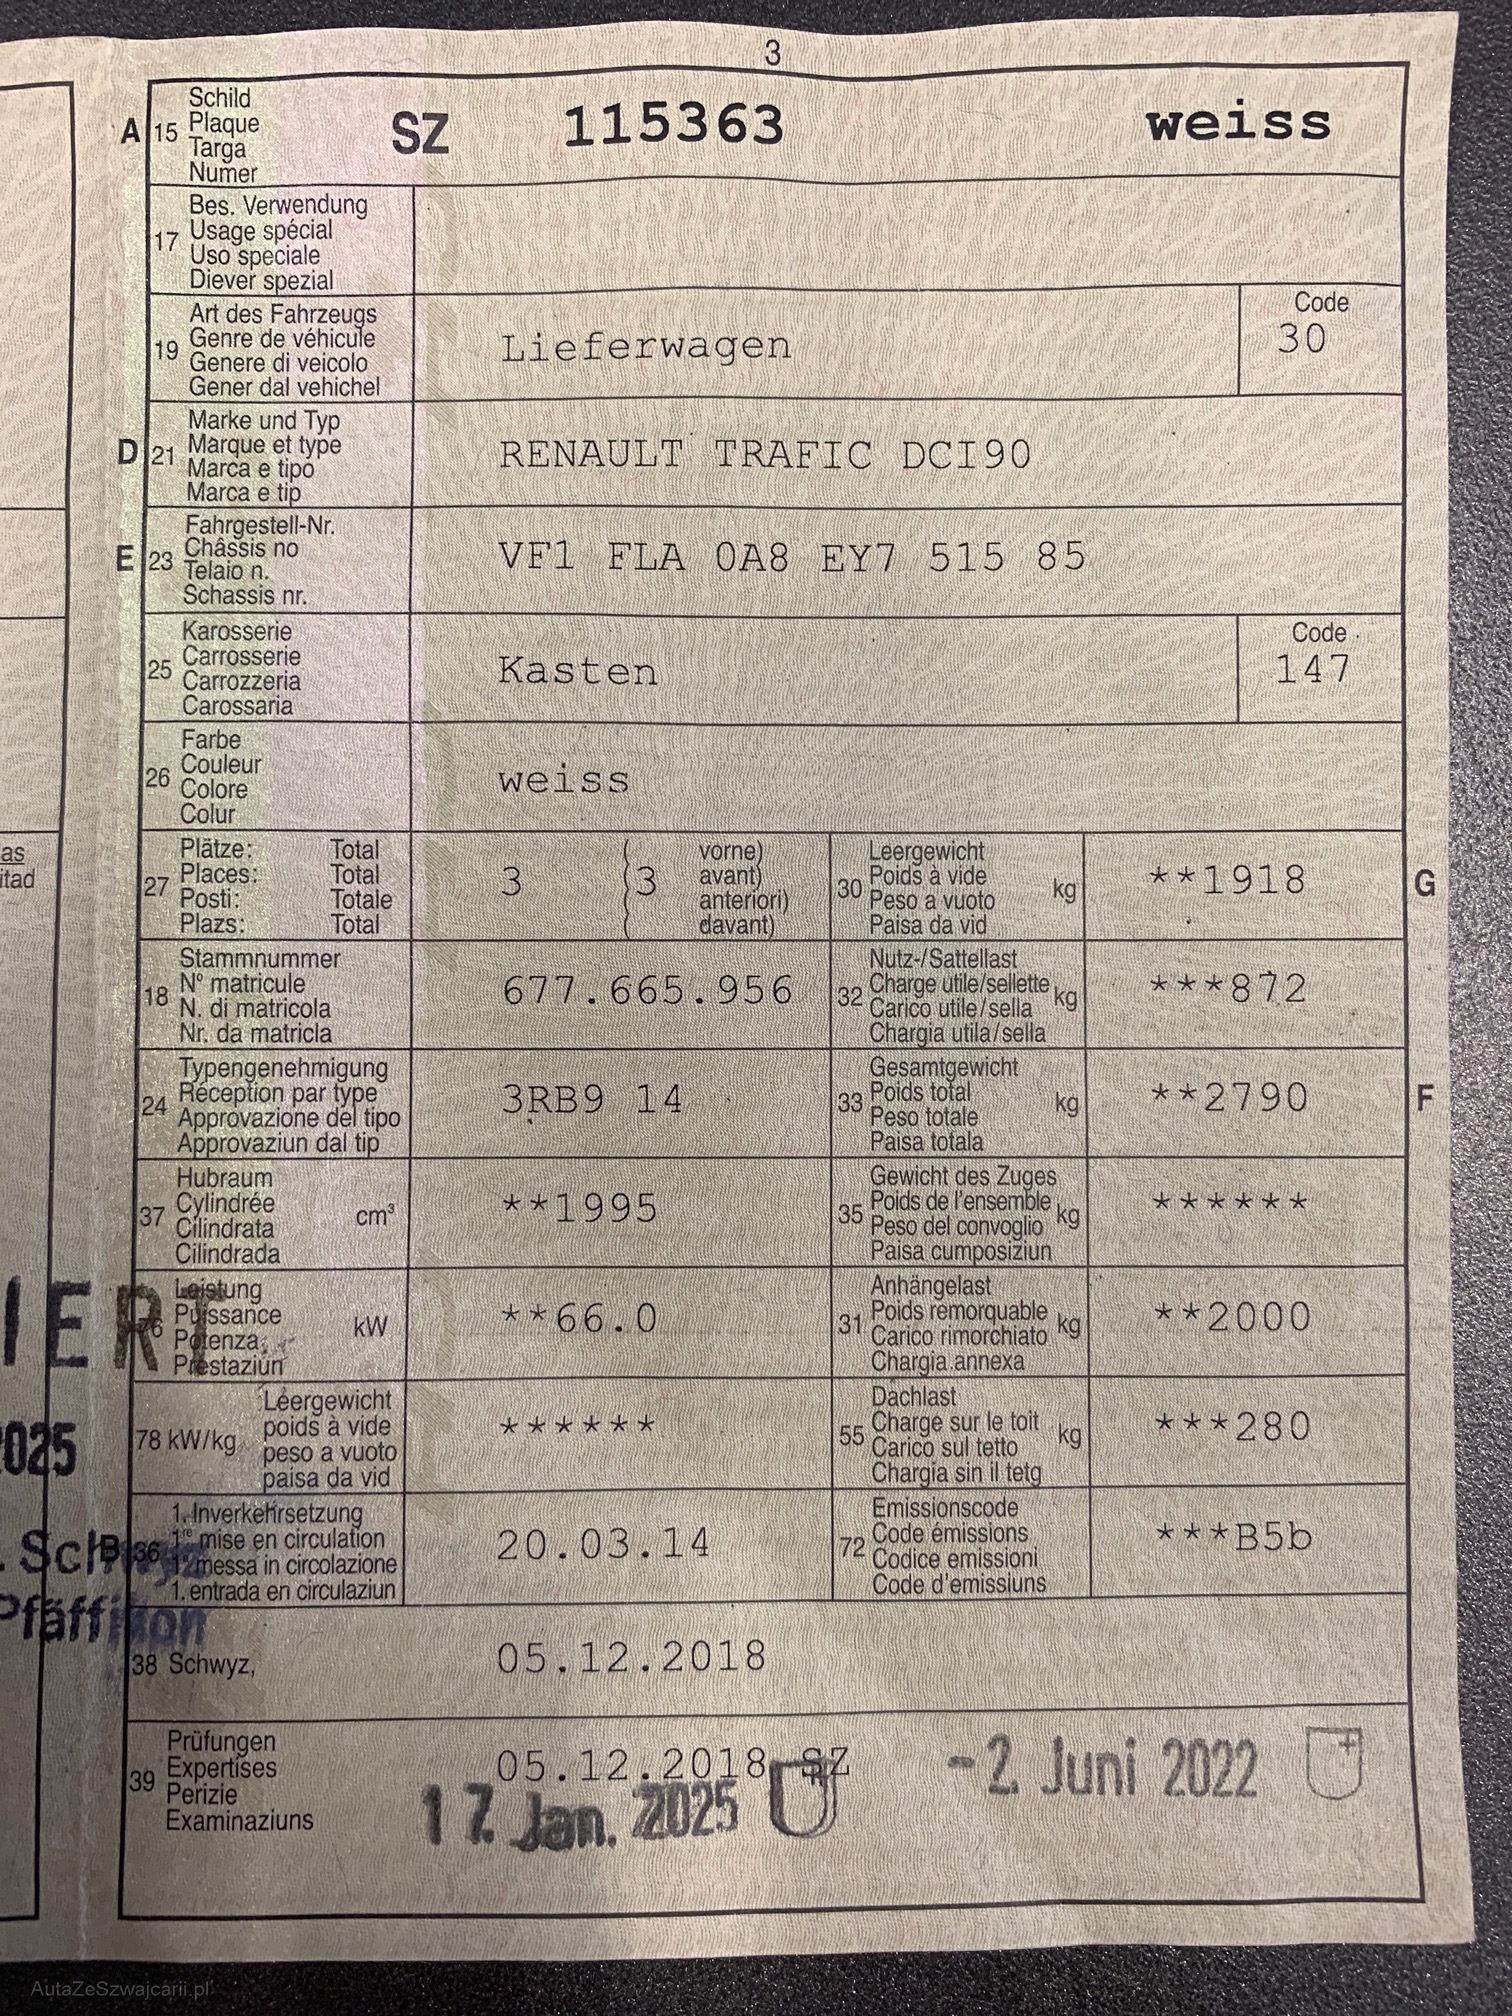 3
A 15 Schild
Plaque
Targa
Numer
SZ 115363 weiss
17 Bes. Verwendung
Usage spécial
Uso speciale
Diever spezial
19 Art des Fahrzeugs
Genre de véhicule
Genere di veicolo
Gener dal vehichel
Lieferwagen
Code
30
D 21 Marke und Typ
Marque et type
Marca e tipo
Marca e tip
RENAULT TRAFIC DCI90
E 23 Fahrgestell-Nr.
Châssis no
Telaio n.
Schassis nr.
VF1 FLA 0A8 EY7 515 85
25 Karosserie
Carrosserie
Carrozzeria
Carossaria
Kasten
Code
147
26 Farbe
Couleur
Colore
Colur
weiss
27 Plätze: Total
Places: Total
Posti: Totale
Plazs: Total
3 (3 vorne)
avant)
anteriori)
davant)
30 Leergewicht
Poids à vide
Peso a vuoto
Paisa da vid
kg
**1918
G
18 Stammnummer
N° matricule
N. di matricola
Nr. da matricla
677.665.956
32 Nutz-/Sattellast
Charge utile/sellette
Carico utile/sella
Chargia utila/sella
kg
***872
24 Typengenehmigung
Réception par type
Approvazione del tipo
Approvaziun dal tip
3RB9 14
33 Gesamtgewicht
Poids total
Peso totale
Paisa totala
kg
**2790
F
37 Hubraum
Cylindrée
Cilindrata
Cilindrada
cm³
**1995
35 Gewicht des Zuges
Poids de l'ensemble
Peso del convoglio
Paisa cumposiziun
kg
******
76 Leistung
Puissance
Potenza
Prestaziun
kW
**66.0
31 Anhängelast
Poids remorquable
Carico rimorchiato
Chargia annexa
kg
**2000
78 kW/kg Leergewicht
poids à vide
peso a vuoto
paisa da vid
******
55 Dachlast
Charge sur le toit
Carico sul tetto
Chargia sin il tetg
kg
***280
B 36 1. Inverkehrsetzung
1re mise en circulation
1. messa in circolazione
1. entrada en circulaziun
20.03.14
72 Emissionscode
Code émissions
Codice emissioni
Code d'emissiuns
***B5b
38 Schwyz,
05.12.2018
39 Prüfungen
Expertises
Perizie
Examinaziuns
05.12.2018 SZ
- 2. Juni 2022
17. Jan. 2025
as
itad
IERT
2025
. Schwyz
Pfäffikon
AutaZeSzwajcarii.pl